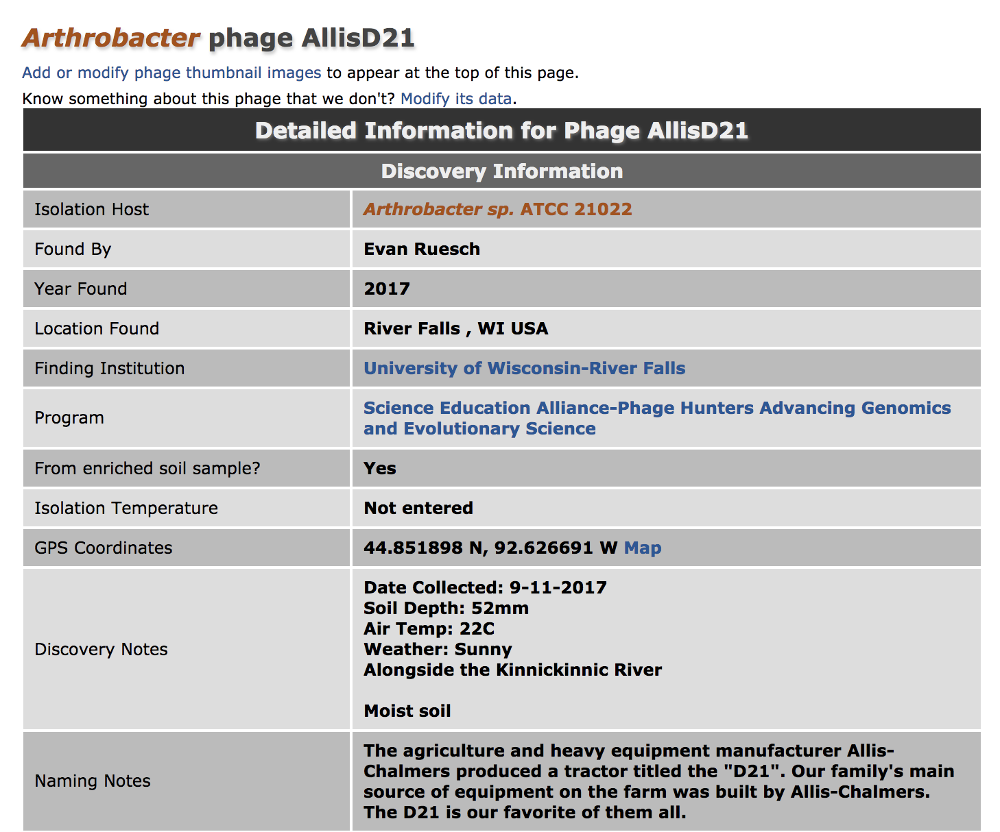 Arthrobacter phage AllisD21
Add or modify phage thumbnail images to appear at the top of this page.
Know something about this phage that we don't? Modify its data.
Detailed Information for Phage AllisD21
Discovery Information
Isolation Host
Arthrobacter sp. ATCC 21022
Found By
Evan Ruesch
Year Found
2017
Location Found
River Falls , WI USA
Finding Institution
University of Wisconsin-River Falls
Program
Science Education Alliance-Phage Hunters Advancing Genomics
and Evolutionary Science
From enriched soil sample?
Yes
Isolation Temperature
Not entered
GPS Coordinates
44.851898 N, 92.626691 W Map
Discovery Notes
Date Collected: 9-11-2017
Soil Depth: 52mm
Air Temp: 22C
Weather: Sunny
Alongside the Kinnickinnic River
Moist soil
Naming Notes
The agriculture and heavy equipment manufacturer Allis-
Chalmers produced a tractor titled the "D21". Our family's main
source of equipment on the farm was built by Allis-Chalmers.
The D21 is our favorite of them all.